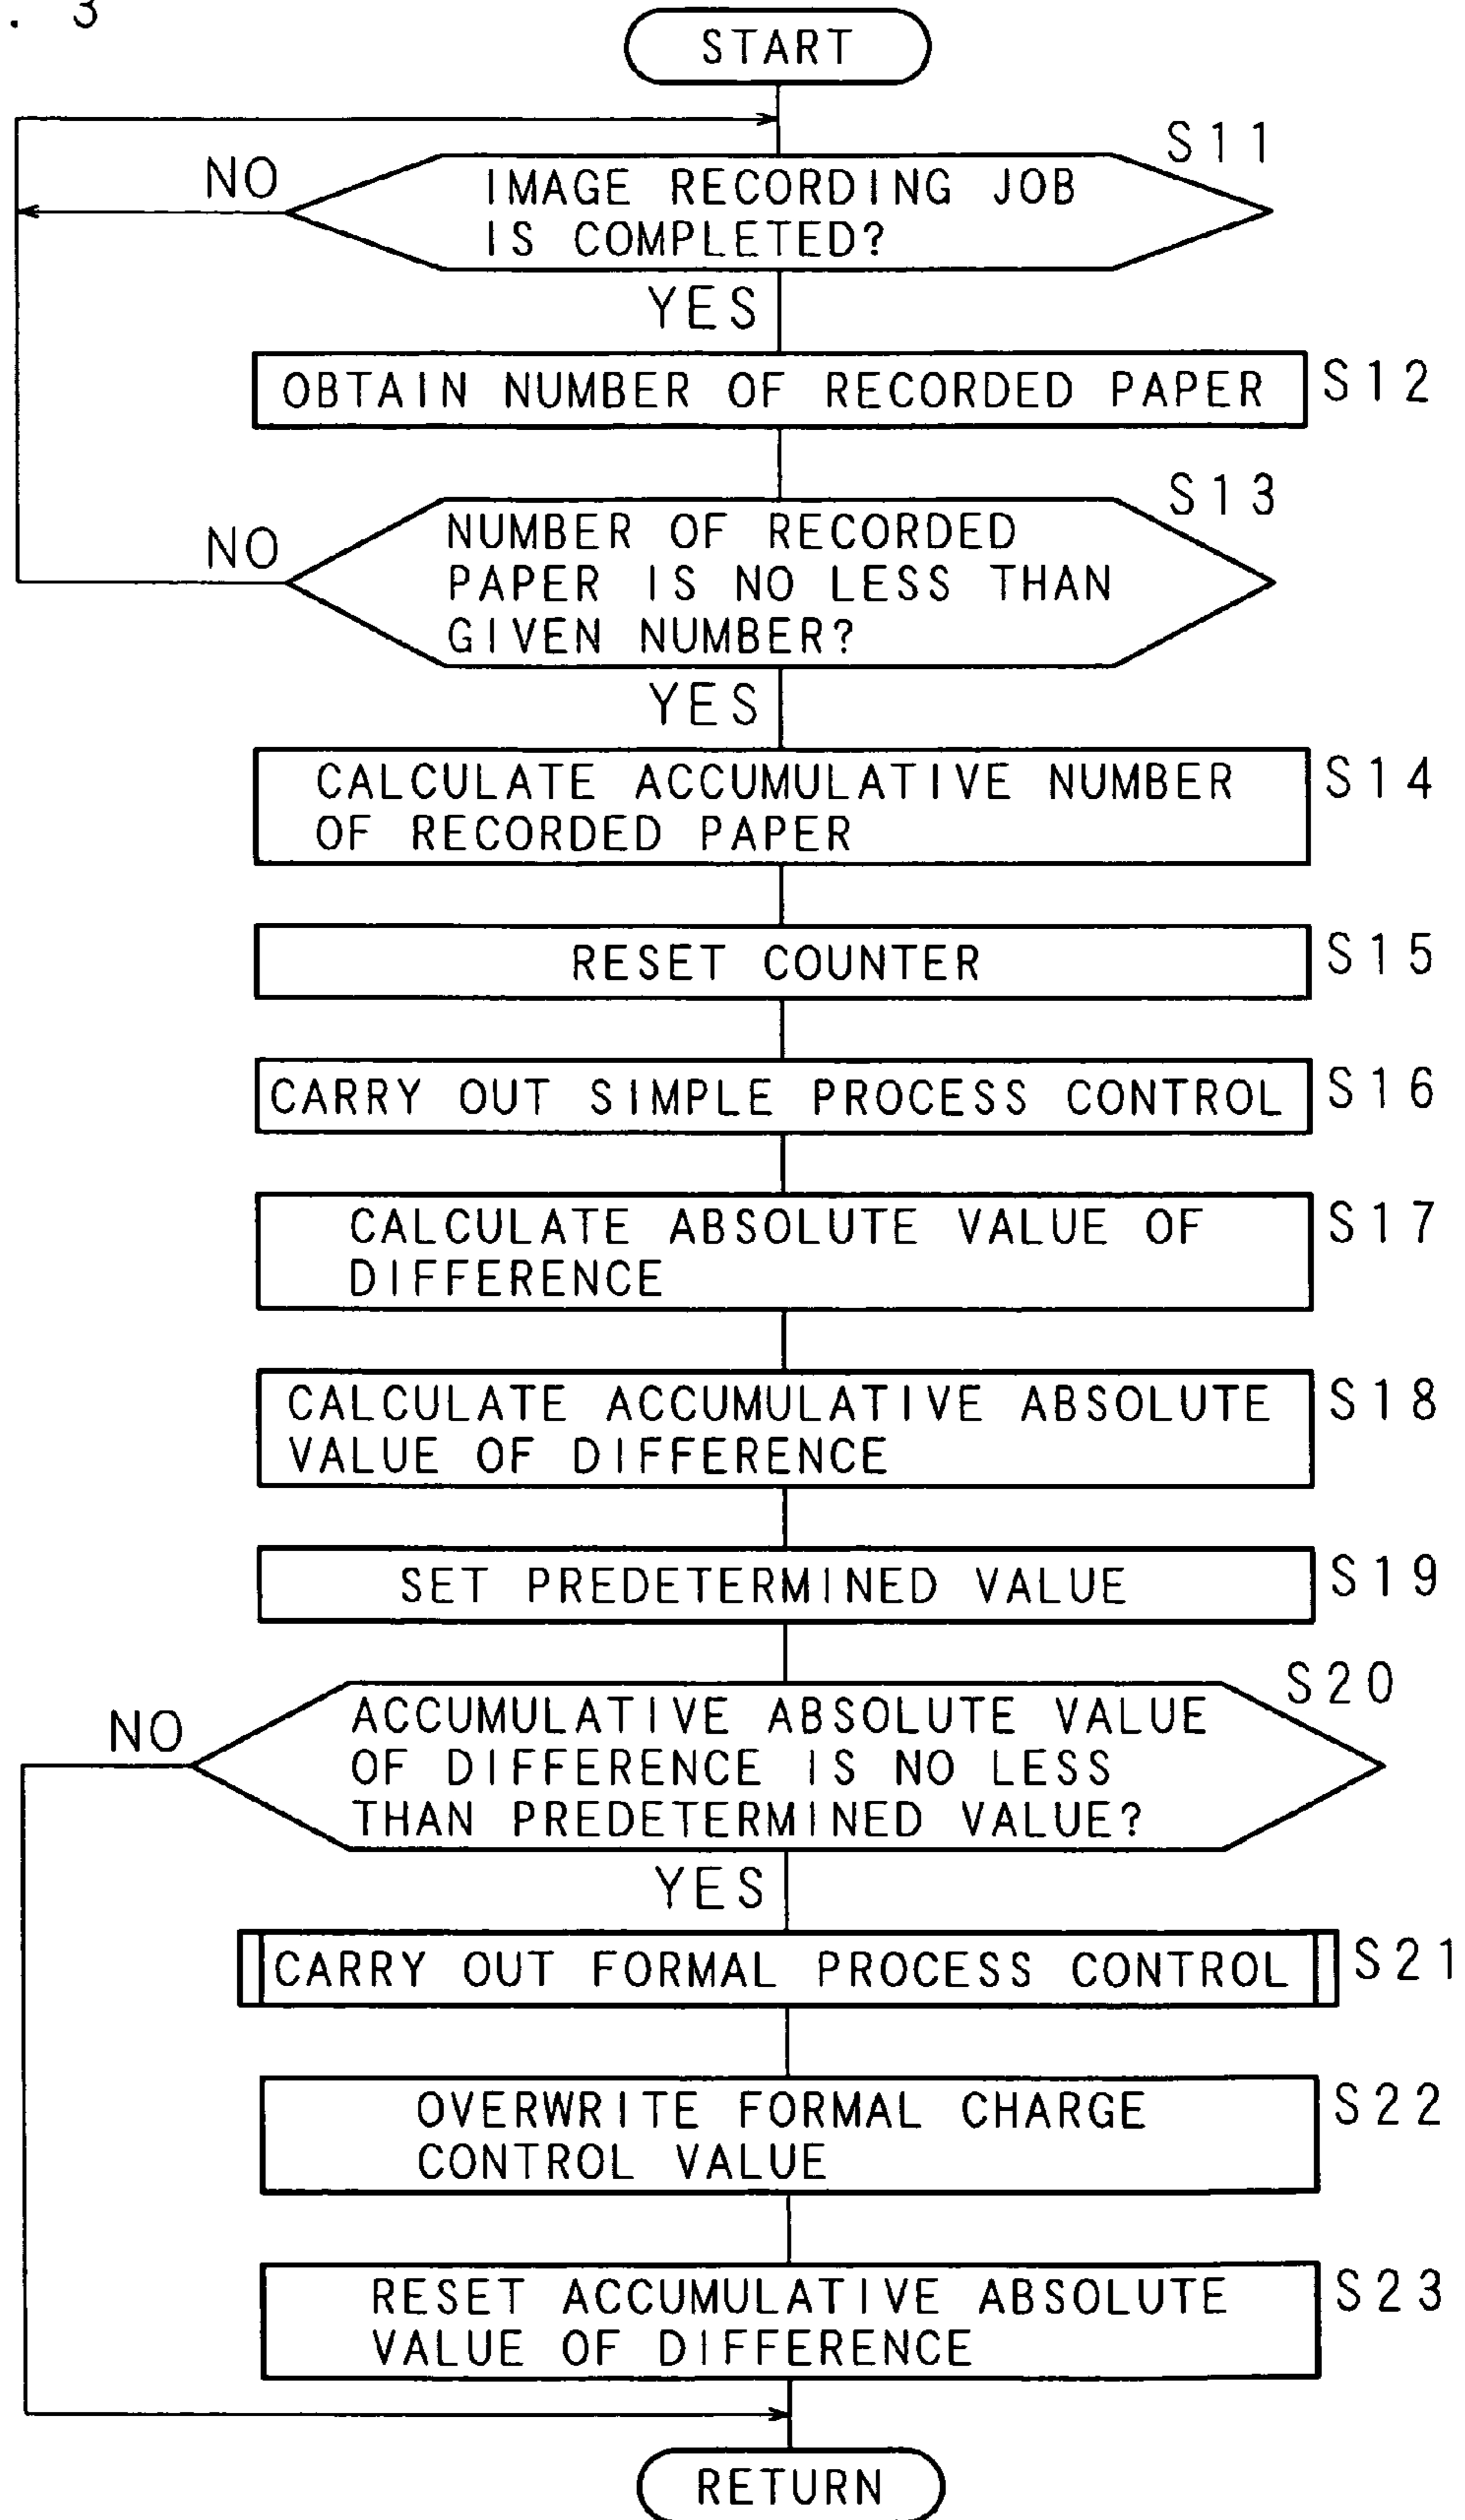 . 3
START
S11
NO
IMAGE RECORDING JOB
IS COMPLETED?
YES
OBTAIN NUMBER OF RECORDED PAPER
S12
S13
NO
NUMBER OF RECORDED
PAPER IS NO LESS THAN
GIVEN NUMBER?
YES
CALCULATE ACCUMULATIVE NUMBER
OF RECORDED PAPER
S14
RESET COUNTER
S15
CARRY OUT SIMPLE PROCESS CONTROL
S16
CALCULATE ABSOLUTE VALUE OF
DIFFERENCE
S17
CALCULATE ACCUMULATIVE ABSOLUTE
VALUE OF DIFFERENCE
S18
SET PREDETERMINED VALUE
S19
S20
NO
ACCUMULATIVE ABSOLUTE VALUE
OF DIFFERENCE IS NO LESS
THAN PREDETERMINED VALUE?
YES
CARRY OUT FORMAL PROCESS CONTROL
S21
OVERWRITE FORMAL CHARGE
CONTROL VALUE
S22
RESET ACCUMULATIVE ABSOLUTE
VALUE OF DIFFERENCE
S23
RETURN